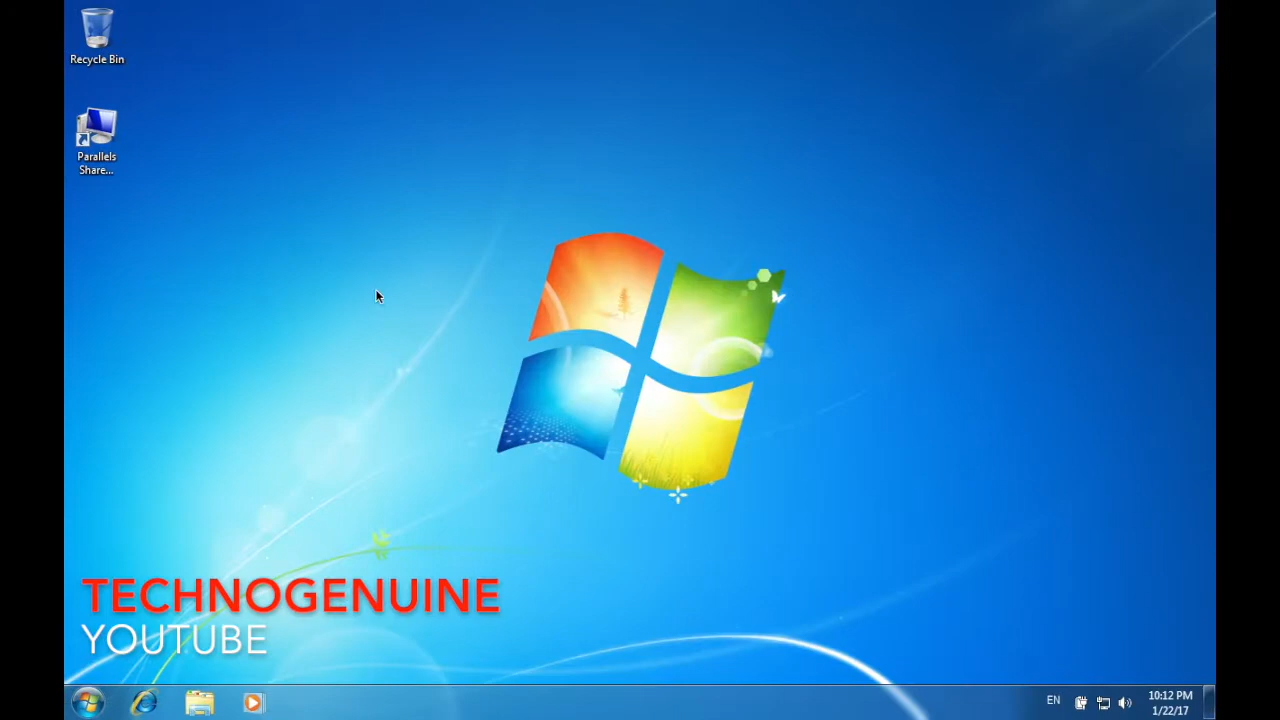 Recycle Bin
Parallels
Share...
TECHNOGENUINE
YOUTUBE
EN
10:12 PM
1/22/17